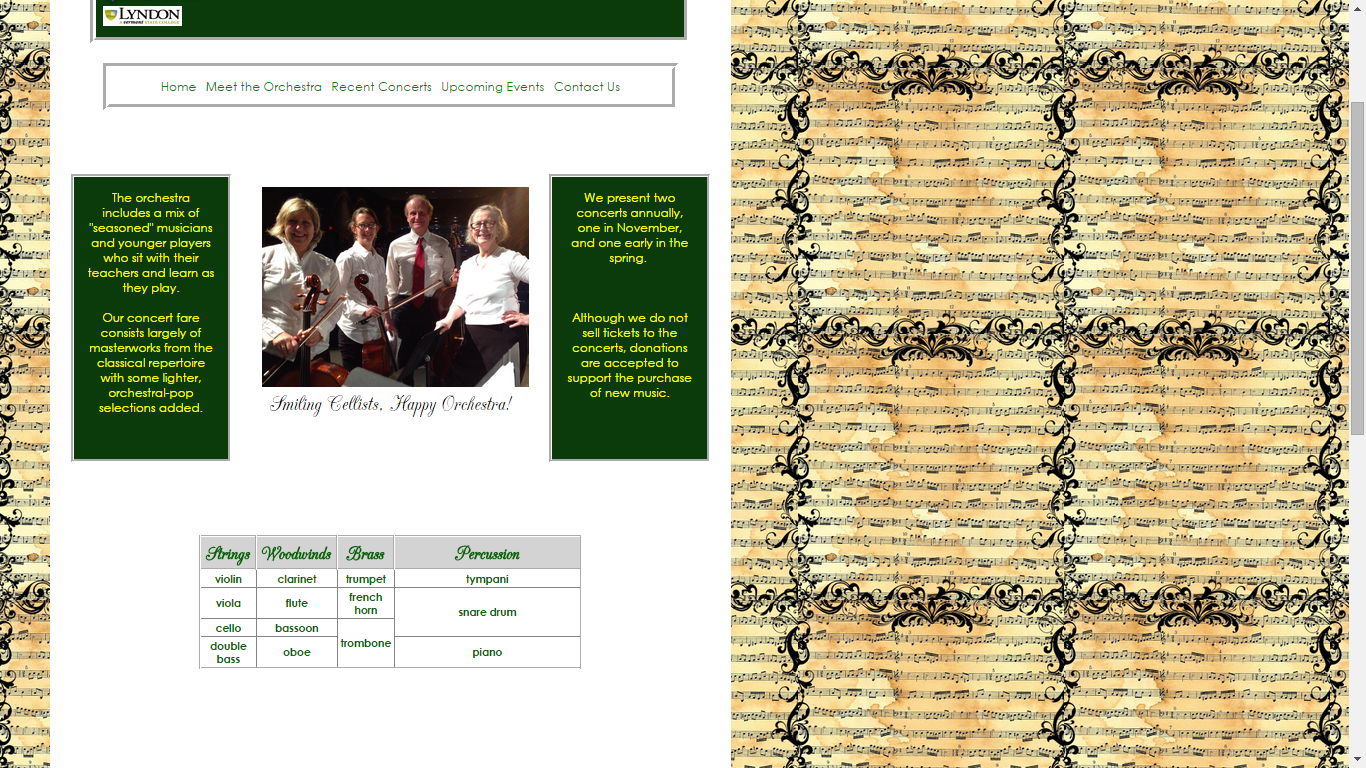 LYNDON
A VERMONT STATE COLLEGE
Home Meet the Orchestra Recent Concerts Upcoming Events Contact Us
The orchestra
includes a mix of
"seasoned" musicians
and younger players
who sit with their
teachers and learn as
they play.
Our concert fare
consists largely of
masterworks from the
classical repertoire
with some lighter,
orchestral-pop
selections added.
Smiling Cellists, Happy Orchestra!
We present two
concerts annually,
one in November,
and one early in the
spring.
Although we do not
sell tickets to the
concerts, donations
are accepted to
support the purchase
of new music.
Strings Woodwinds Brass Percussion
violin clarinet trumpet tympani
viola flute french
horn snare drum
cello bassoon trombone
double
bass oboe piano